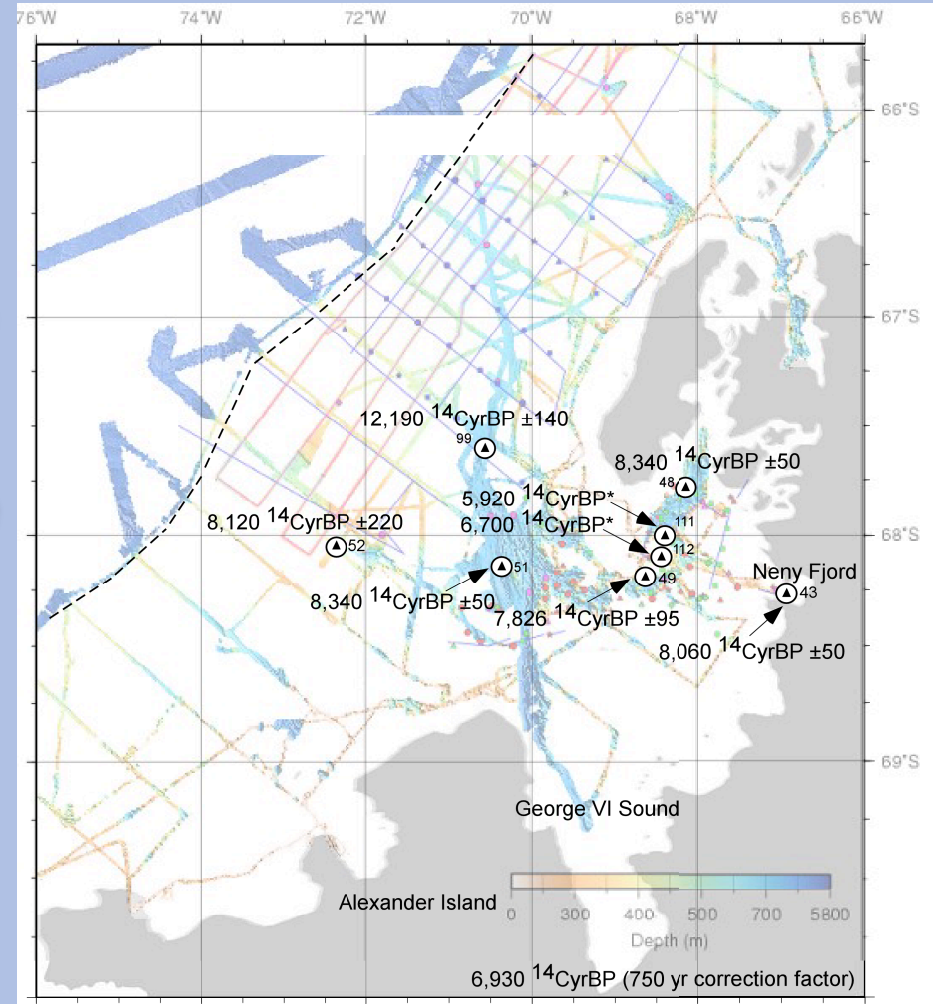 76°W 74°W 72°W 70°W 68°W 66°W
66°S
67°S
12,190 ¹⁴CyrBP ±140
99
8,340 ¹⁴CyrBP ±50
48
5,920 ¹⁴CyrBP*
111
8,120 ¹⁴CyrBP ±220
6,700 ¹⁴CyrBP*
68°S
52
112
51
49
Neny Fjord
43
8,340 ¹⁴CyrBP ±50
7,826 ¹⁴CyrBP ±95
8,060 ¹⁴CyrBP ±50
69°S
George VI Sound
Alexander Island
0 300 400 500 700 5800
Depth (m)
6,930 ¹⁴CyrBP (750 yr correction factor)